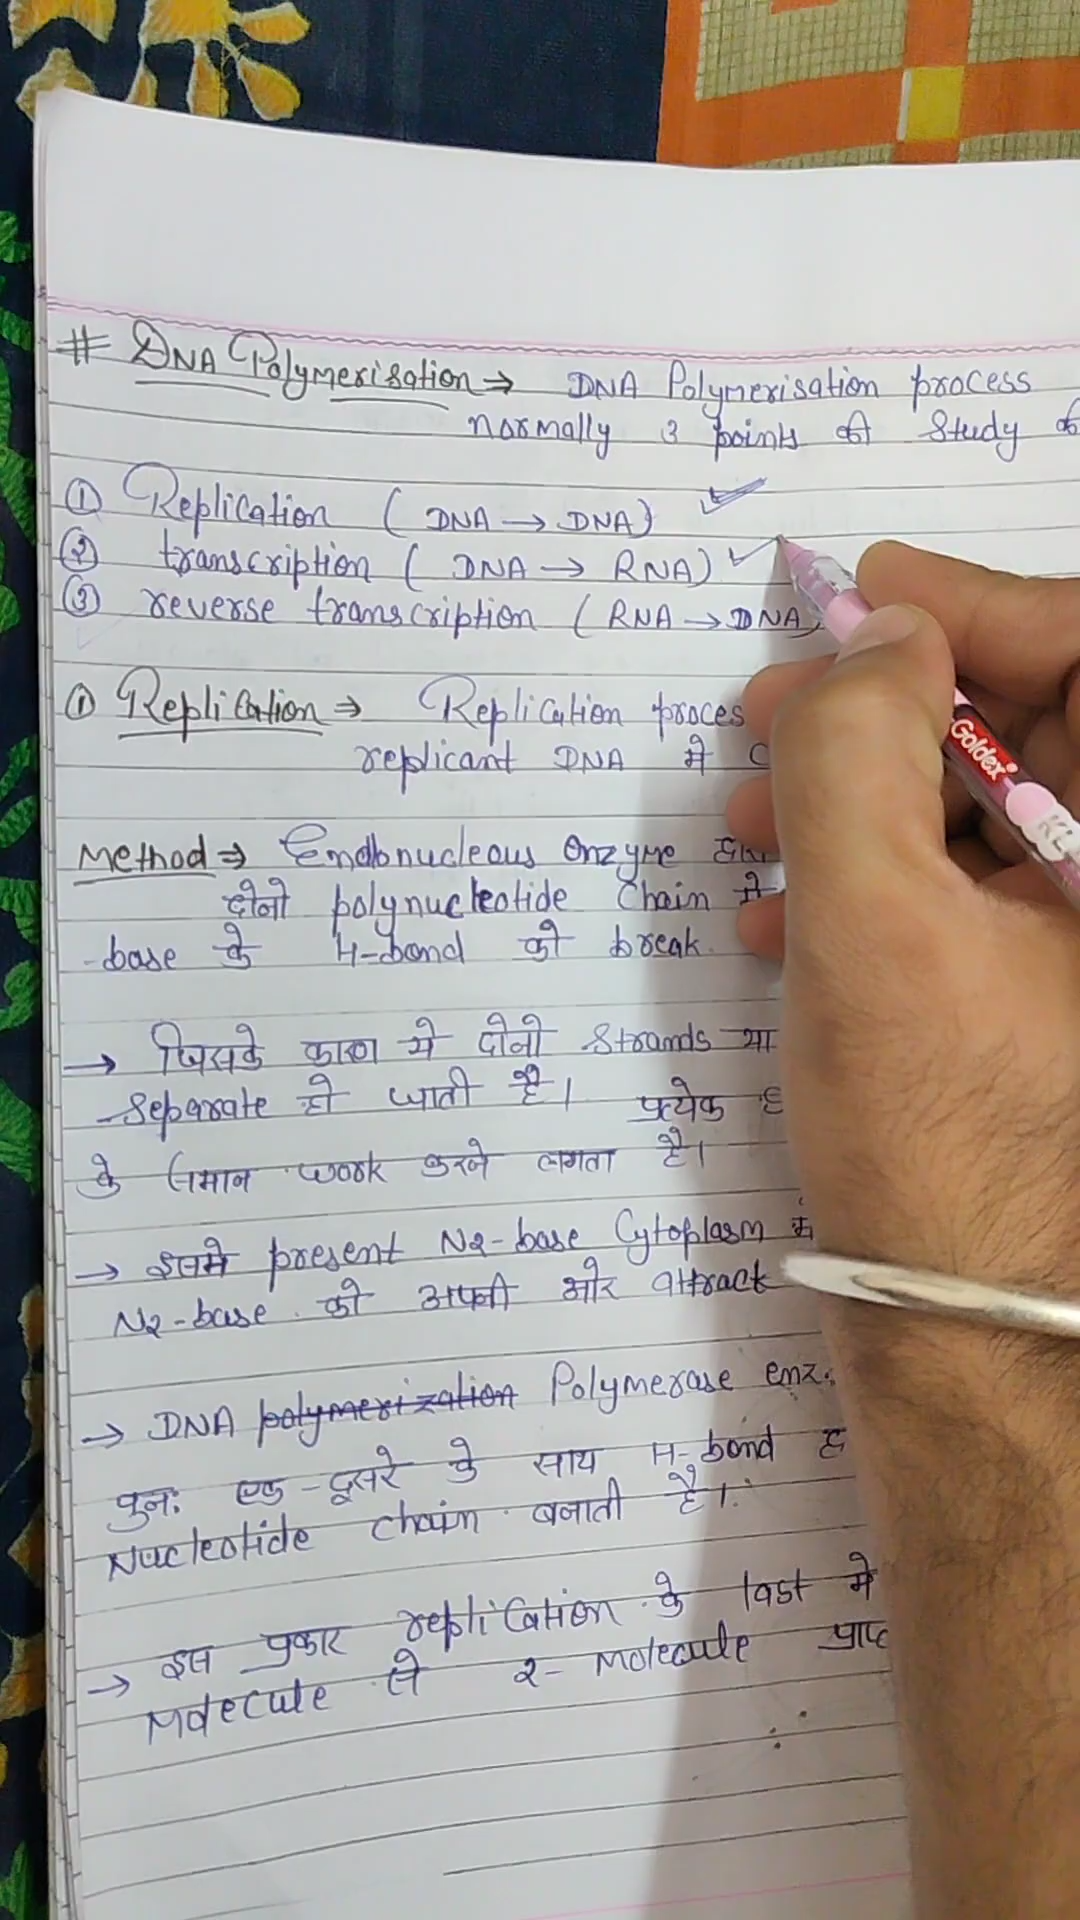 # DNA Polymerisation ⇒ DNA Polymerisation process
normally 3 points की study
① Replication (DNA → DNA) ✓
② transcription (DNA → RNA) ✓
③ reverse transcription (RNA → DNA)
① Replication ⇒ Replication proces
replicant DNA मे
Method ⇒ Endonucleous enzyme
दोनो polynucleotide Chain मे
-base के H-bond को break.
→ जिसके कारण ये दोनो strands या
-separate हो जाती है। प्रत्येक
के समान work करने लगता है।
→ इसमे present N2-base Cytoplasm
N2-base को अपनी और attract
→ DNA polymerization Polymerase enz.
पुनः एक-दूसरे के साथ H-bond
Nucleotide chain बनाती है।
→ इस प्रकार replication के last मे
Molecule से 2-Molecule
Goldex
KL